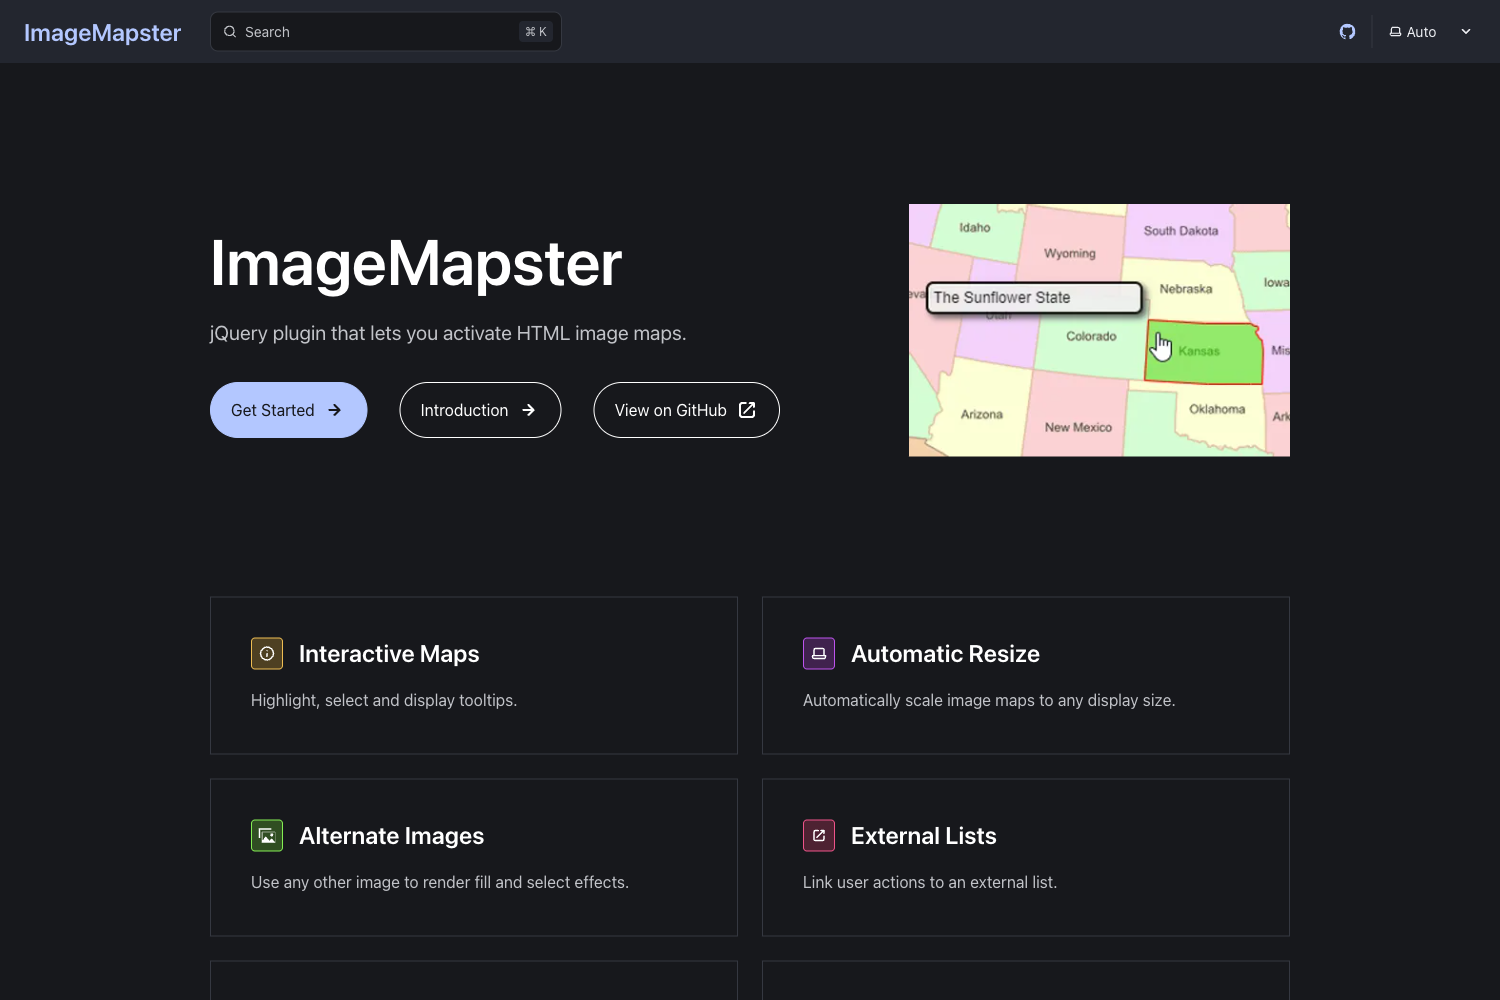 ImageMapster
Search
⌘ K
Auto
ImageMapster
jQuery plugin that lets you activate HTML image maps.
Get Started
Introduction
View on GitHub
Idaho
South Dakota
Wyoming
Iowa
Nebraska
The Sunflower State
Utah
Colorado
Kansas
Mis
Arizona
New Mexico
Oklahoma
Ark
Interactive Maps
Highlight, select and display tooltips.
Automatic Resize
Automatically scale image maps to any display size.
Alternate Images
Use any other image to render fill and select effects.
External Lists
Link user actions to an external list.